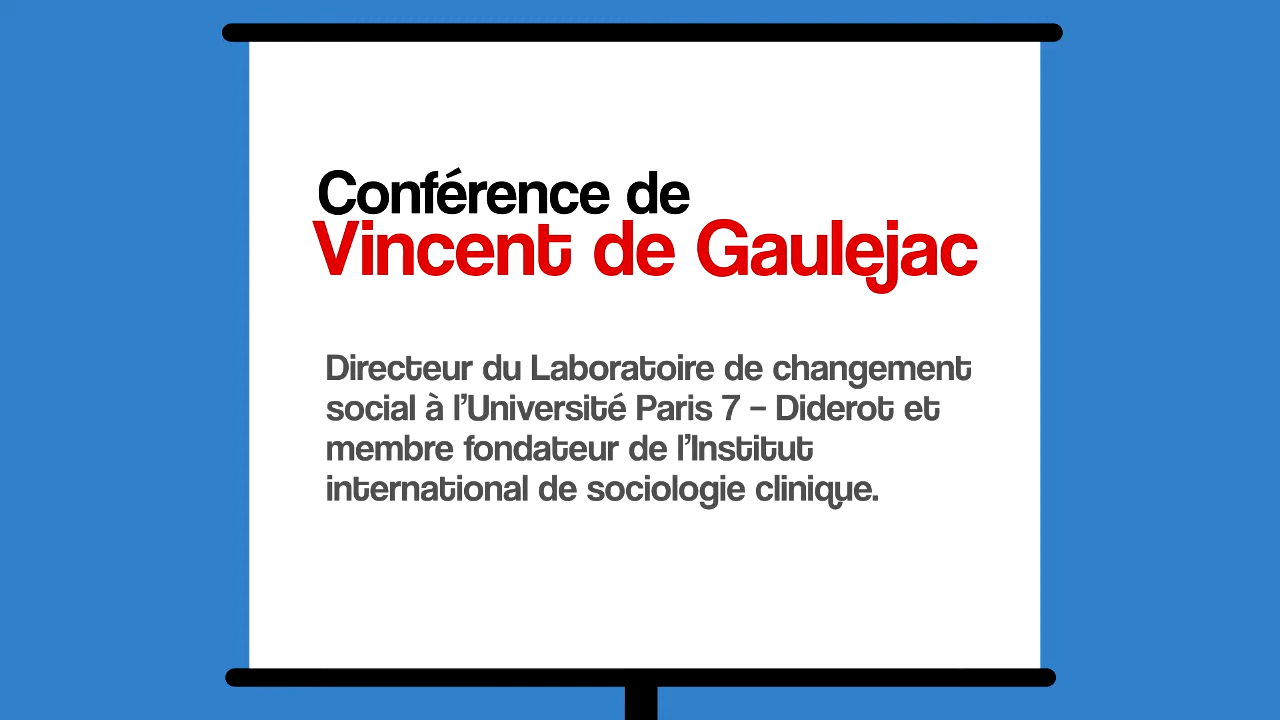 Conférence de
Vincent de Gaulejac
Directeur du Laboratoire de changement
social à l’Université Paris 7 – Diderot et
membre fondateur de l’Institut
international de sociologie clinique.